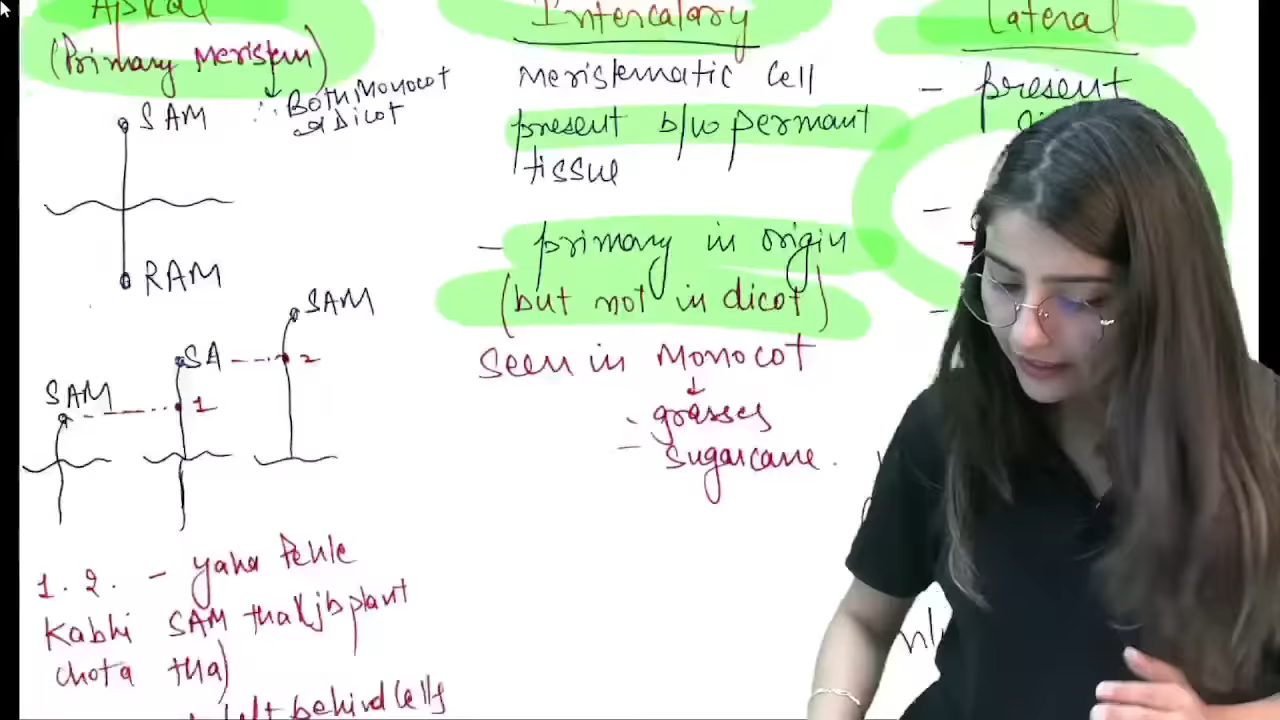 Apical
(Primary Meristem)
∴ Both Monocot
& Dicot
SAM
RAM
SAM
SA
2
SAM
1
1. 2. - yaha Pehle
Kabhi SAM tha (jb plant
chota tha)
left behind Cells
Intercalary
Meristematic Cell
present b/w permant
tissue
- primary in origin
(but not in dicot)
Seen in Monocot
grasses
- Sugarcane.
Lateral
- present